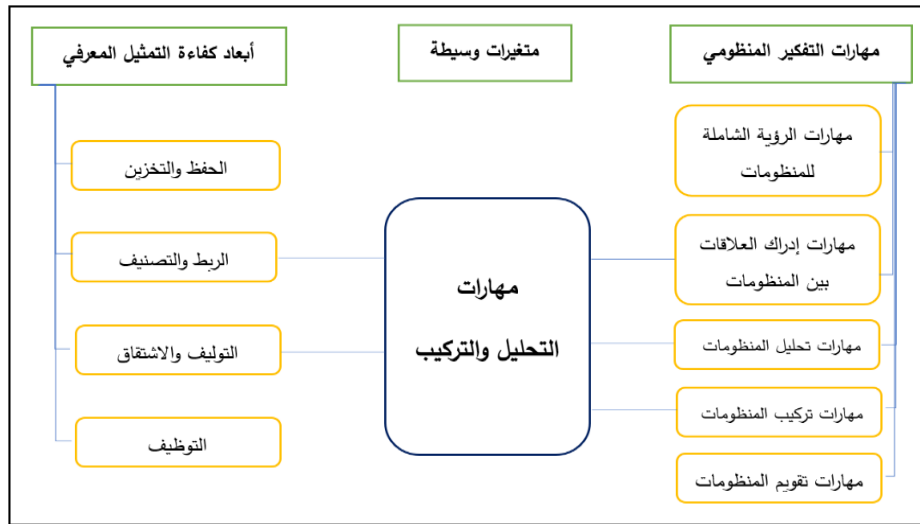 مهارات التفكير المنظومي
متغيرات وسيطة
أبعاد كفاءة التمثيل المعرفي
مهارات الرؤية الشاملة
للمنظومات
مهارات إدراك العلاقات
بين المنظومات
مهارات تحليل المنظومات
مهارات تركيب المنظومات
مهارات تقويم المنظومات
مهارات
التحليل والتركيب
الحفظ والتخزين
الربط والتصنيف
التوليف والاشتقاق
التوظيف